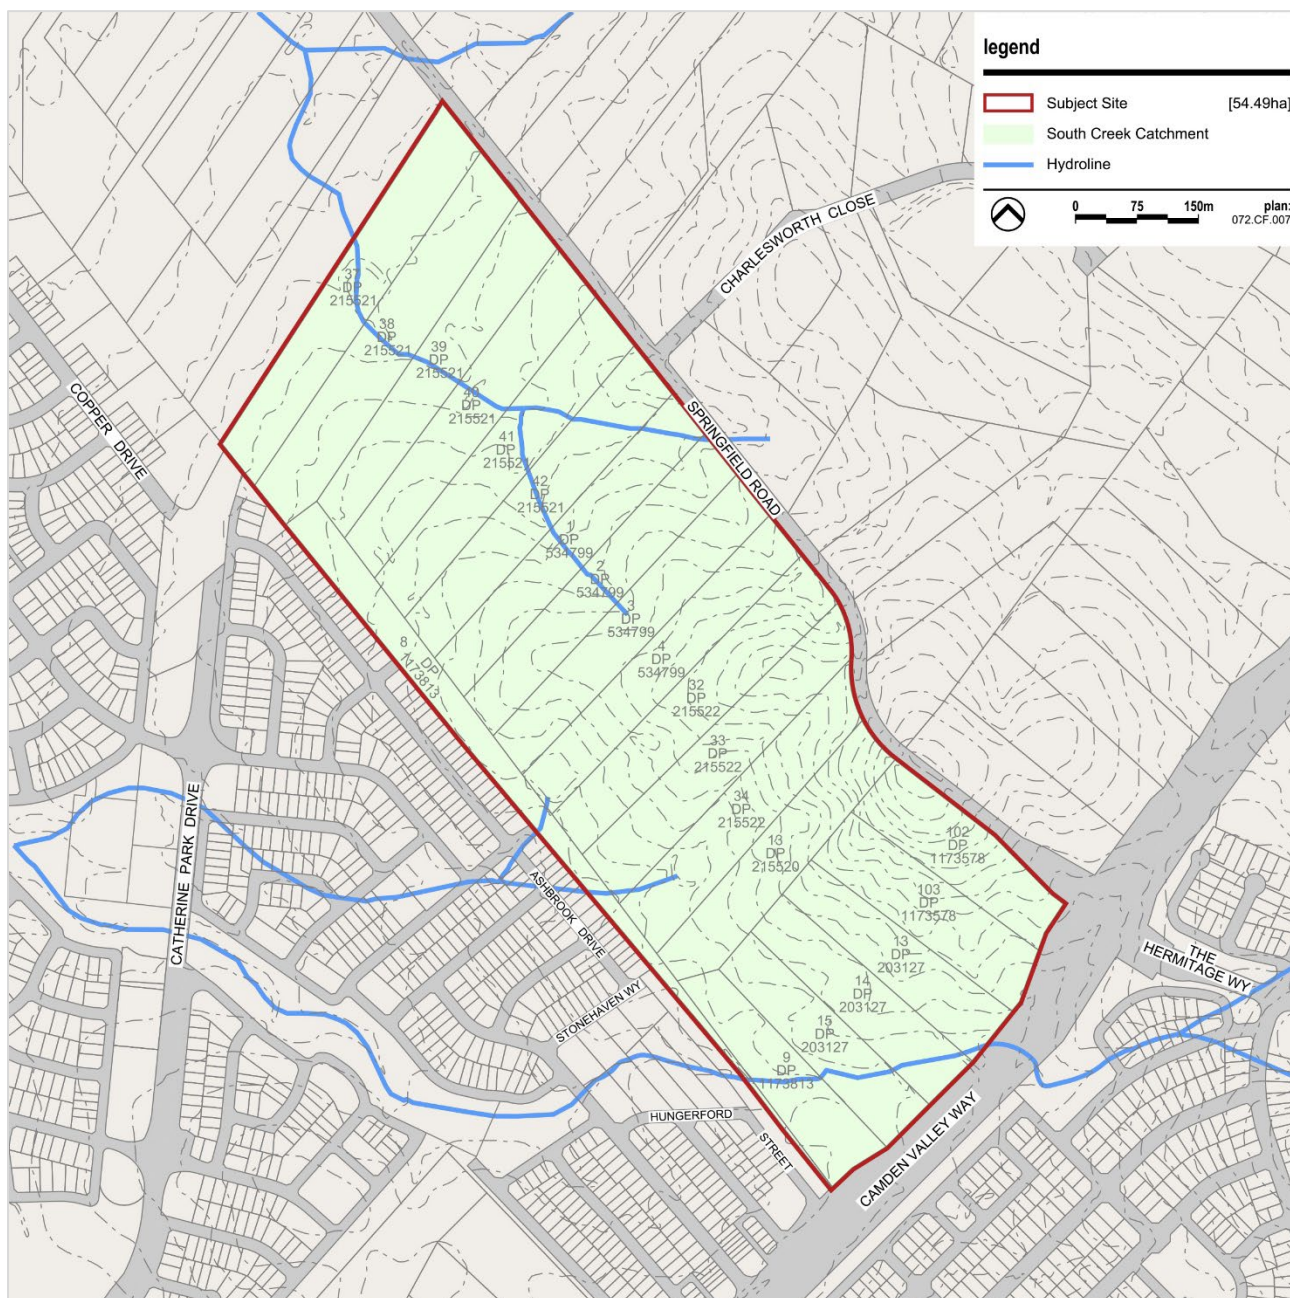 legend
Subject Site [54.49ha]
South Creek Catchment
Hydroline
0 75 150m
plan:
072.CF.007
CHARLESWORTH CLOSE
COPPER DRIVE
SPRINGFIELD ROAD
37
DP
215521
38
DP
215521
39
DP
215521
40
DP
215521
41
DP
215521
42
DP
215521
1
DP
534799
2
DP
534799
3
DP
534799
4
DP
534799
8
DP
1173813
32
DP
215522
33
DP
215522
34
DP
215522
13
DP
215520
102
DP
1173578
103
DP
1173578
13
DP
203127
14
DP
203127
15
DP
203127
9
DP
1173813
CATHERINE PARK DRIVE
ASHBROOK DRIVE
STONEHAVEN WY
THE
HERMITAGE WY
HUNGERFORD
STREET
CAMDEN VALLEY WAY